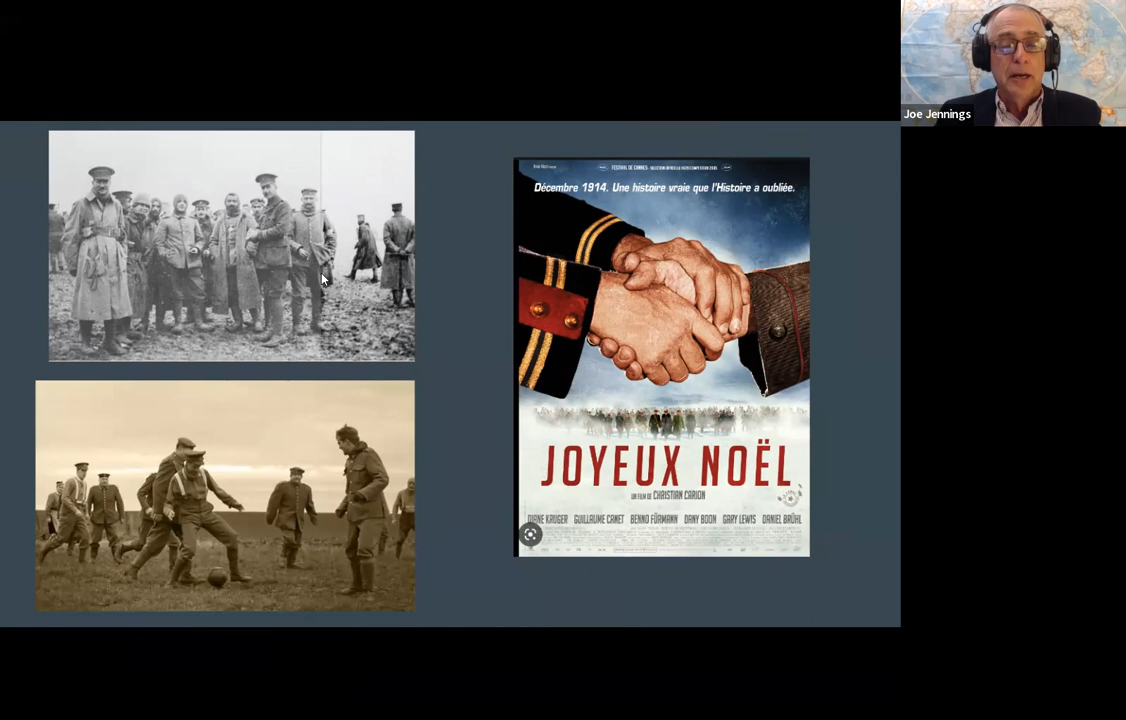 Joe Jennings
FESTIVAL DE CANNES
Décembre 1914. Une histoire vraie que l'Histoire a oubliée.
JOYEUX NOËL
UN FILM DE CHRISTIAN CARION
DIANE KRUGER GUILLAUME CANET BENNO FÜRMANN DANY BOON GARY LEWIS DANIEL BRÜHL